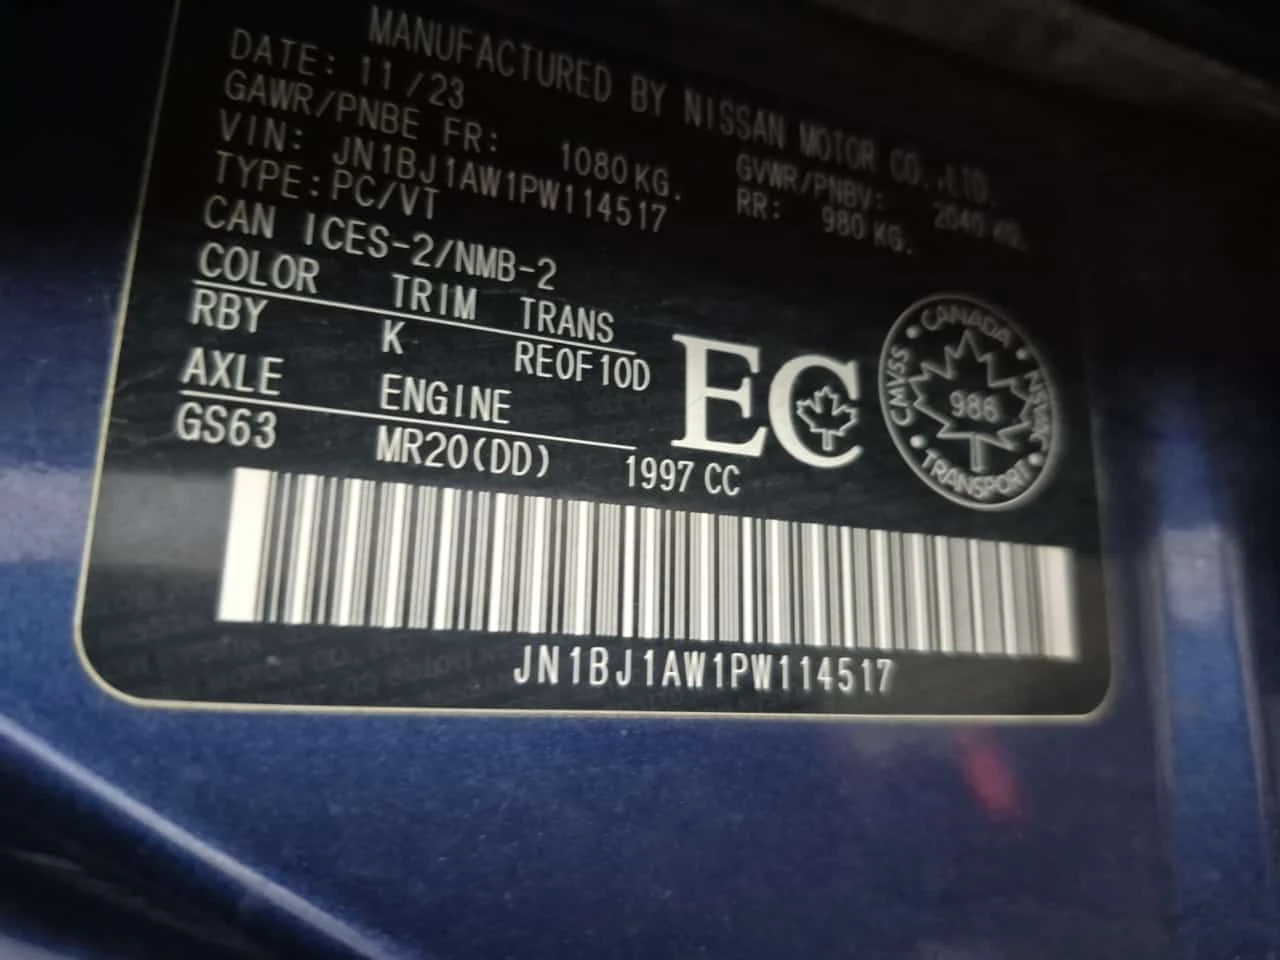 MANUFACTURED BY NISSAN MOTOR CO.,LTD.
DATE: 11/23 GVWR/PNBV: 2040 KG.
GAWR/PNBE FR: 1080KG. RR: 980 KG.
VIN: JN1BJ1AW1PW114517
TYPE:PC/VT
CAN ICES-2/NMB-2
COLOR TRIM TRANS
RBY K RE0F10D
AXLE ENGINE
GS63 MR20(DD) 1997 CC
EC
CANADA
CMVSS NSVAC
986
TRANSPORT
JN1BJ1AW1PW114517